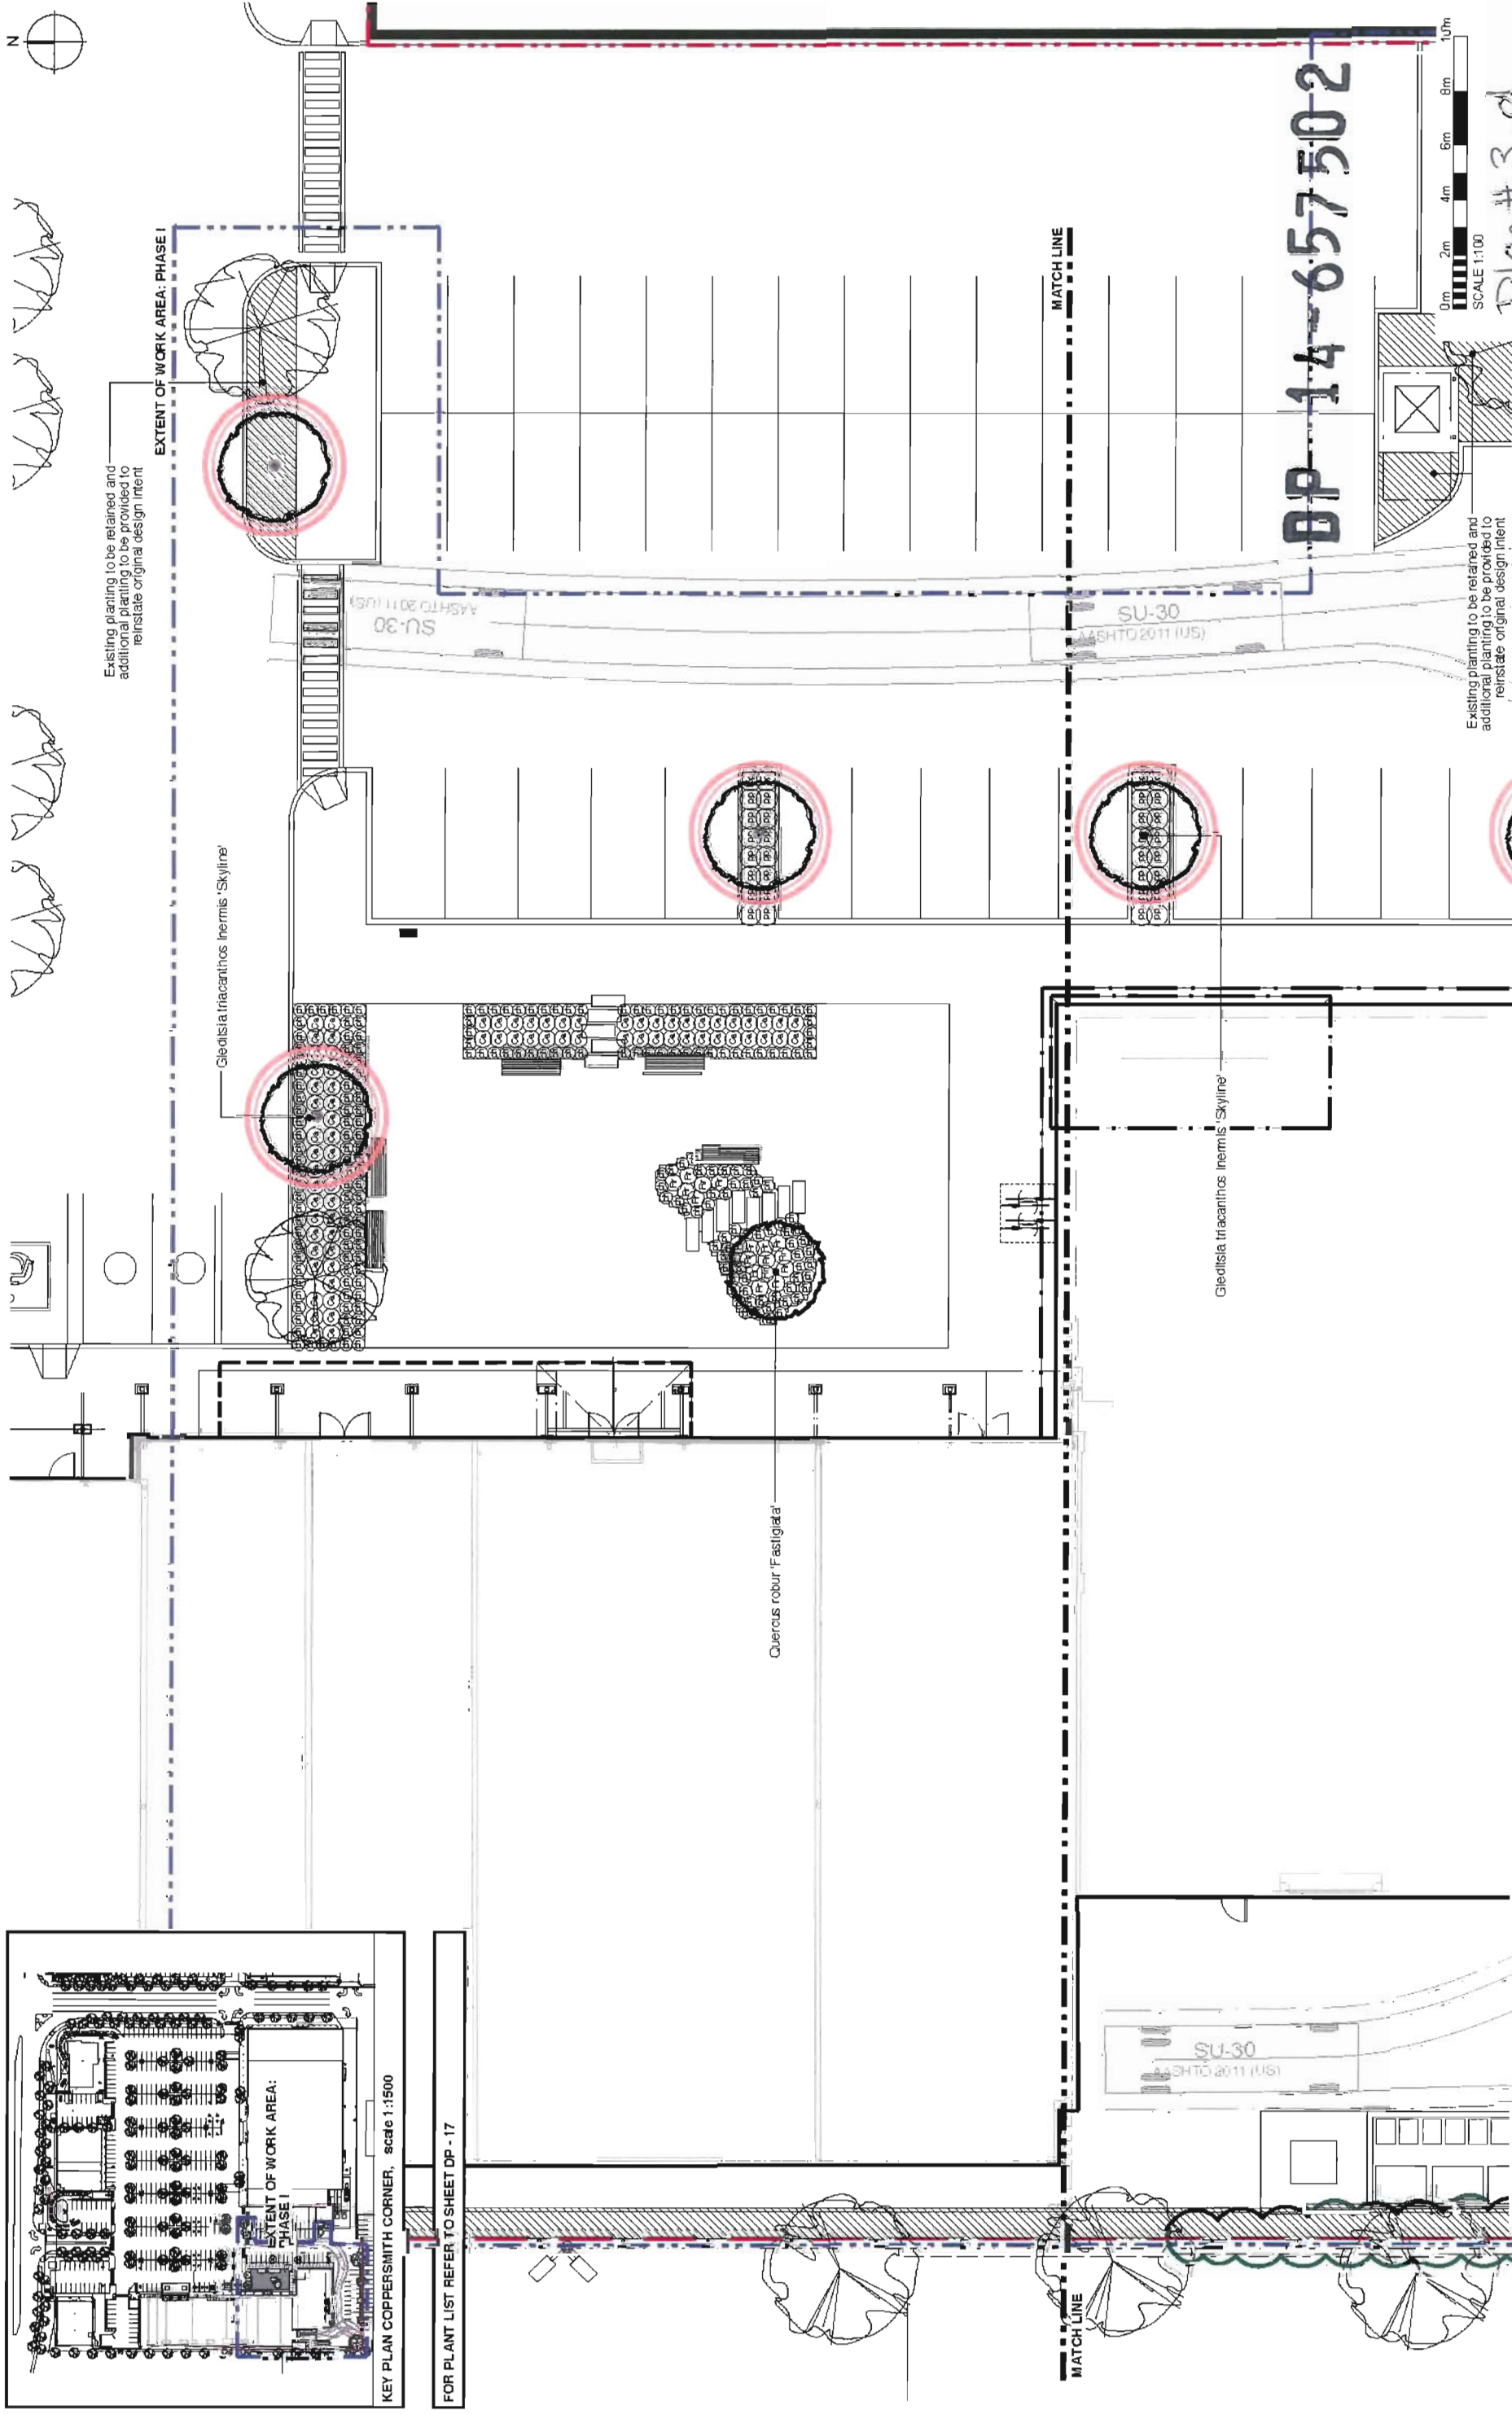 N
Existing planting to be retained and
additional planting to be provided to
reinstate original design intent
EXTENT OF WORK AREA: PHASE I
Gleditsia triacanthos Inermis 'Skyline'
SU-30
AASHTO 2011 (US)
MATCH LINE
SU-30
AASHTO 2011 (US)
DP 14-657502
0m 2m 4m 6m 8m 10m
SCALE 1:100
Existing planting to be retained and
additional planting to be provided to
reinstate original design intent
Gleditsia triacanthos Inermis 'Skyline'
Quercus robur 'Fastigiata'
EXTENT OF WORK AREA:
PHASE I
KEY PLAN COPPERSMITH CORNER, scale 1:1500
FOR PLANT LIST REFER TO SHEET DP - 17
MATCH LINE
SU-30
AASHTO 2011 (US)